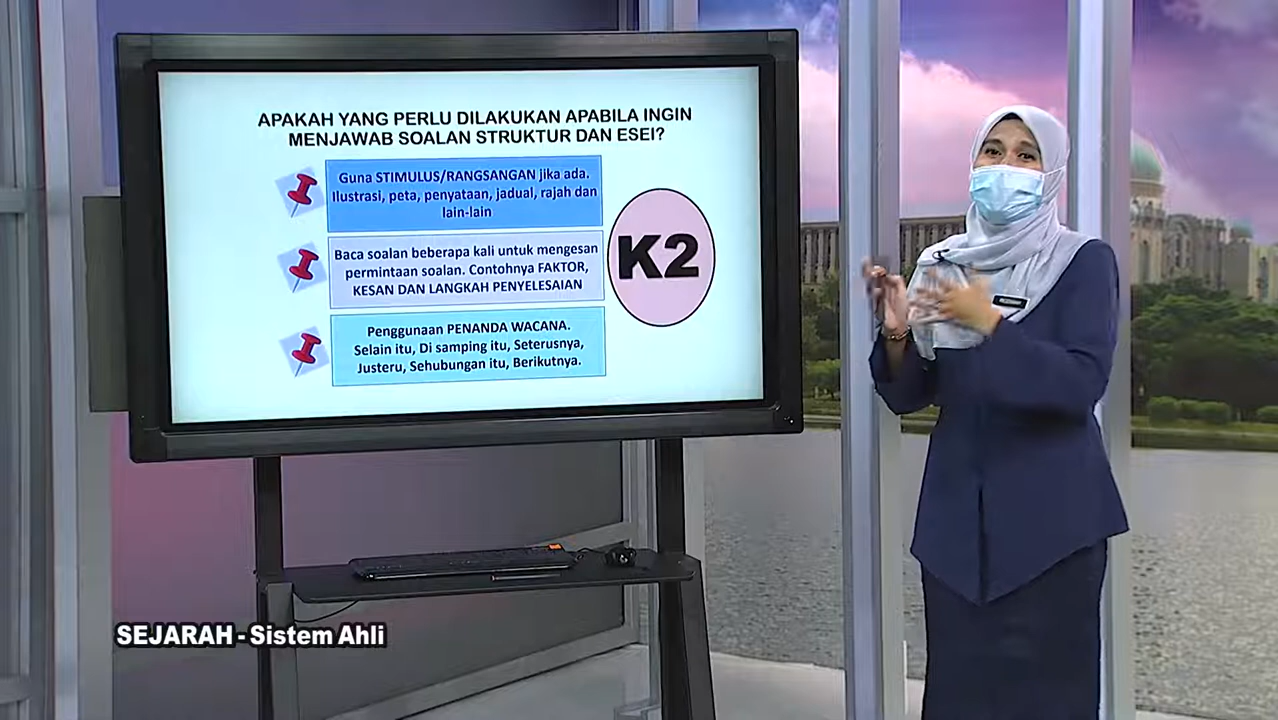 APAKAH YANG PERLU DILAKUKAN APABILA INGIN
MENJAWAB SOALAN STRUKTUR DAN ESEI?
Guna STIMULUS/RANGSANGAN jika ada.
Ilustrasi, peta, penyataan, jadual, rajah dan
lain-lain
Baca soalan beberapa kali untuk mengesan
permintaan soalan. Contohnya FAKTOR,
KESAN DAN LANGKAH PENYELESAIAN
Penggunaan PENANDA WACANA.
Selain itu, Di samping itu, Seterusnya,
Justeru, Sehubungan itu, Berikutnya.
K2
SEJARAH - Sistem Ahli